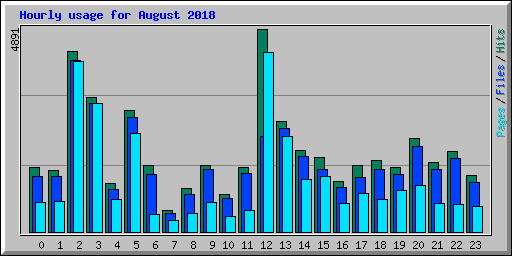 Hourly usage for August 2018
4891
Pages/Files/Hits
0 1 2 3 4 5 6 7 8 9 10 11 12 13 14 15 16 17 18 19 20 21 22 23